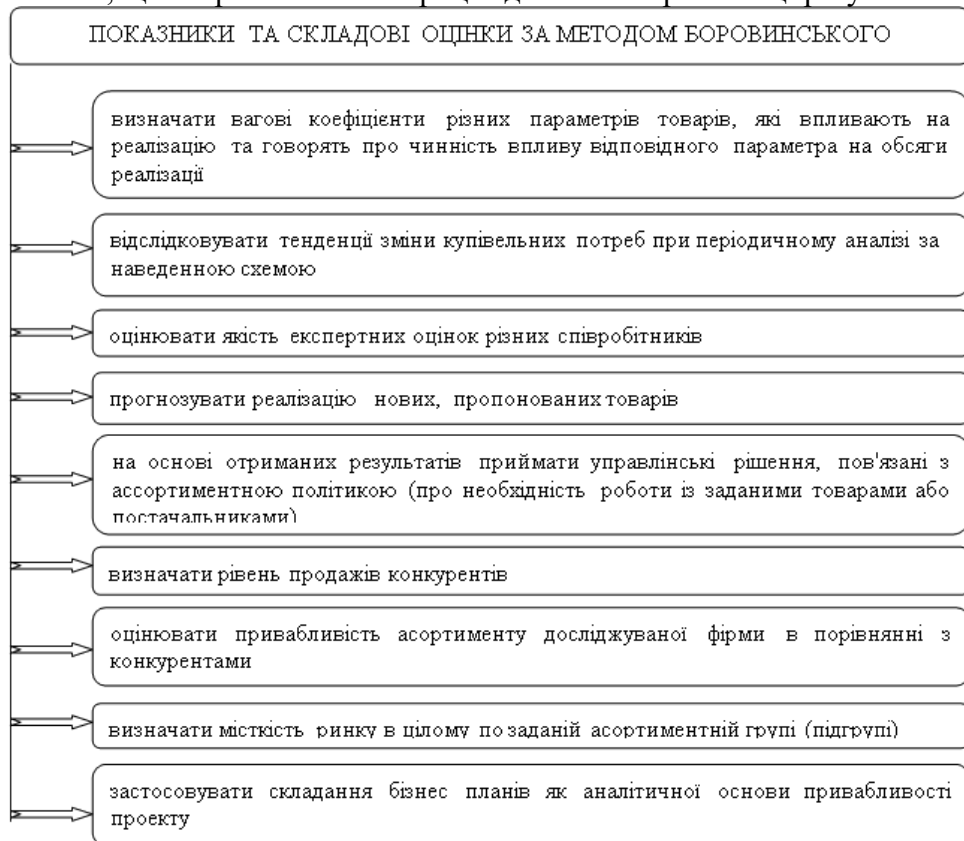 ПОКАЗНИКИ ТА СКЛАДОВІ ОЦІНКИ ЗА МЕТОДОМ БОРОВИНСЬКОГО
визначати вагові коефіцієнти різних параметрів товарів, які впливають на
реалізацію та говорять про чинність впливу відповідного параметра на обсяги
реалізації
відслідковувати тенденції зміни купівельних потреб при періодичному аналізі за
наведенною схемою
оцінювати якість експертних оцінок різних співробітників
прогнозувати реалізацію нових, пропонованих товарів
на основі отриманих результатів приймати управлінські рішення, пов'язані з
ассортиментною політикою (про необхідність роботи із заданими товарами або
постачальниками)
визначати рівень продажів конкурентів
оцінювати привабливість асортименту досліджуваної фірми в порівнянні з
конкурентами
визначати місткість ринку в цілому по заданій асортиментній групі (підгрупі)
застосовувати складання бізнес планів як аналітичної основи привабливості
проекту